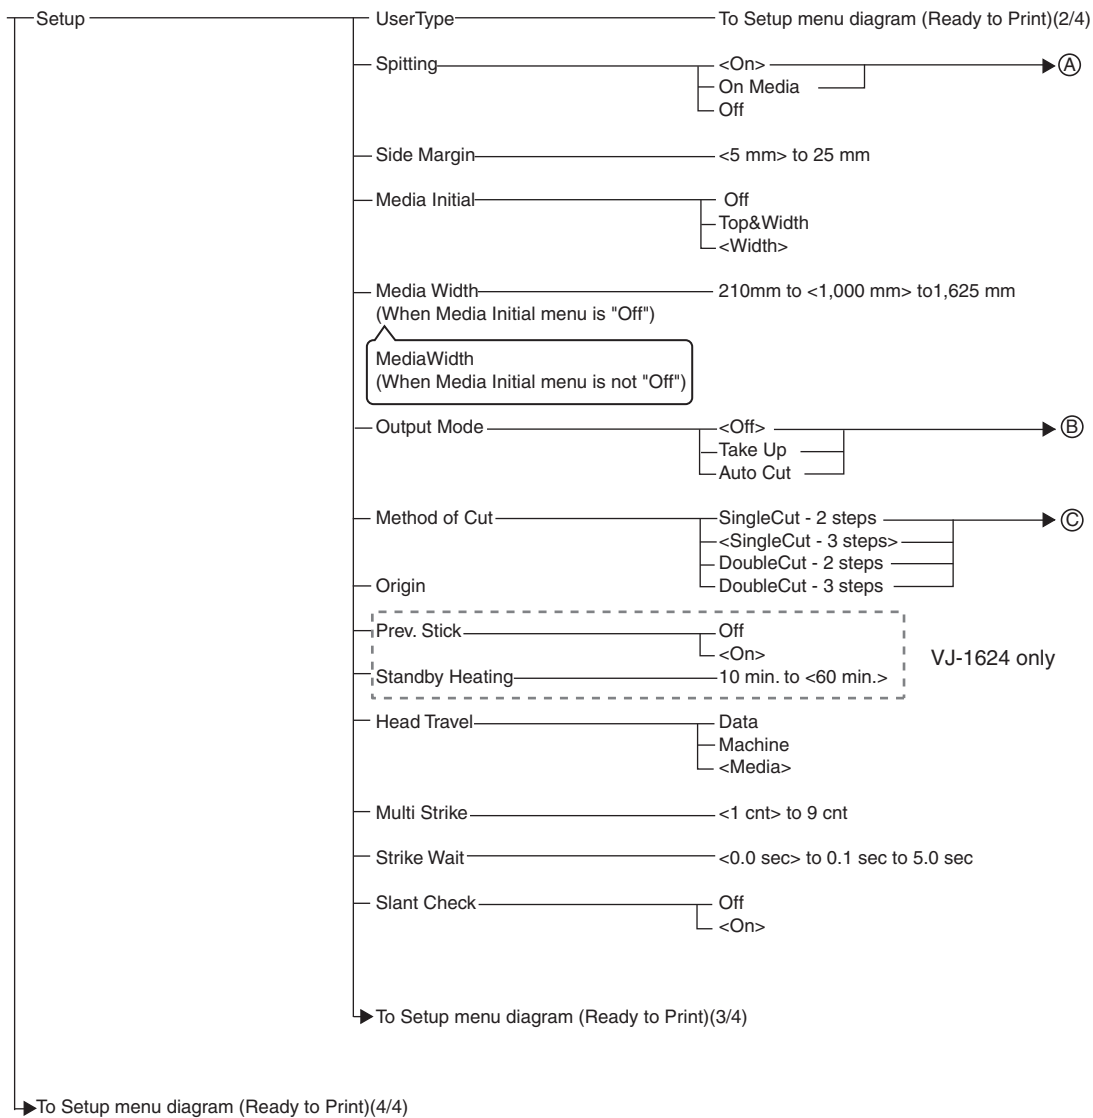 Setup
UserType
To Setup menu diagram (Ready to Print)(2/4)
Spitting
<On>
Ⓐ
On Media
Off
Side Margin
<5 mm> to 25 mm
Media Initial
Off
Top&Width
<Width>
Media Width
210mm to <1,000 mm> to1,625 mm
(When Media Initial menu is "Off")
MediaWidth
(When Media Initial menu is not "Off")
Output Mode
<Off>
Ⓑ
Take Up
Auto Cut
Method of Cut
SingleCut - 2 steps
Ⓒ
<SingleCut - 3 steps>
DoubleCut - 2 steps
DoubleCut - 3 steps
Origin
Prev. Stick
Off
<On>
VJ-1624 only
Standby Heating
10 min. to <60 min.>
Head Travel
Data
Machine
<Media>
Multi Strike
<1 cnt> to 9 cnt
Strike Wait
<0.0 sec> to 0.1 sec to 5.0 sec
Slant Check
Off
<On>
To Setup menu diagram (Ready to Print)(3/4)
To Setup menu diagram (Ready to Print)(4/4)